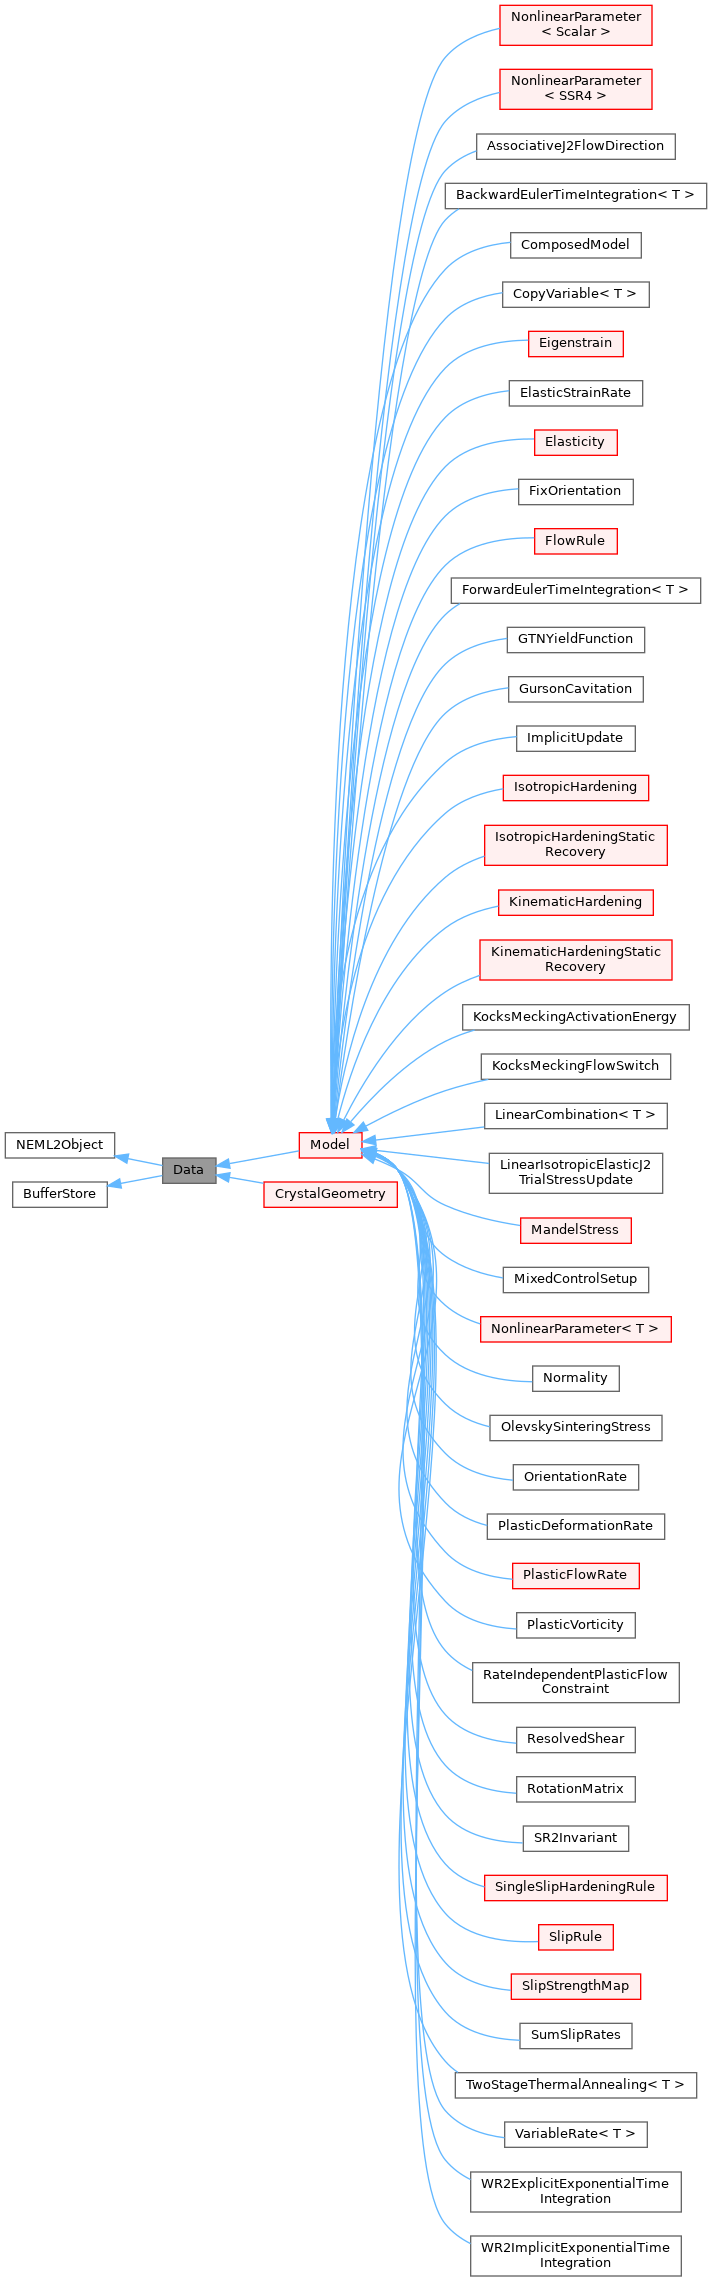 NonlinearParameter
< Scalar >
NonlinearParameter
< SSR4 >
AssociativeJ2FlowDirection
BackwardEulerTimeIntegration< T >
ComposedModel
CopyVariable< T >
Eigenstrain
ElasticStrainRate
Elasticity
FixOrientation
FlowRule
ForwardEulerTimeIntegration< T >
GTNYieldFunction
GursonCavitation
ImplicitUpdate
IsotropicHardening
IsotropicHardeningStatic
Recovery
KinematicHardening
KinematicHardeningStatic
Recovery
KocksMeckingActivationEnergy
KocksMeckingFlowSwitch
LinearCombination< T >
NEML2Object
Model
Data
LinearIsotropicElasticJ2
TrialStressUpdate
BufferStore
CrystalGeometry
MandelStress
MixedControlSetup
NonlinearParameter< T >
Normality
OlevskySinteringStress
OrientationRate
PlasticDeformationRate
PlasticFlowRate
PlasticVorticity
RateIndependentPlasticFlow
Constraint
ResolvedShear
RotationMatrix
SR2Invariant
SingleSlipHardeningRule
SlipRule
SlipStrengthMap
SumSlipRates
TwoStageThermalAnnealing< T >
VariableRate< T >
WR2ExplicitExponentialTime
Integration
WR2ImplicitExponentialTime
Integration